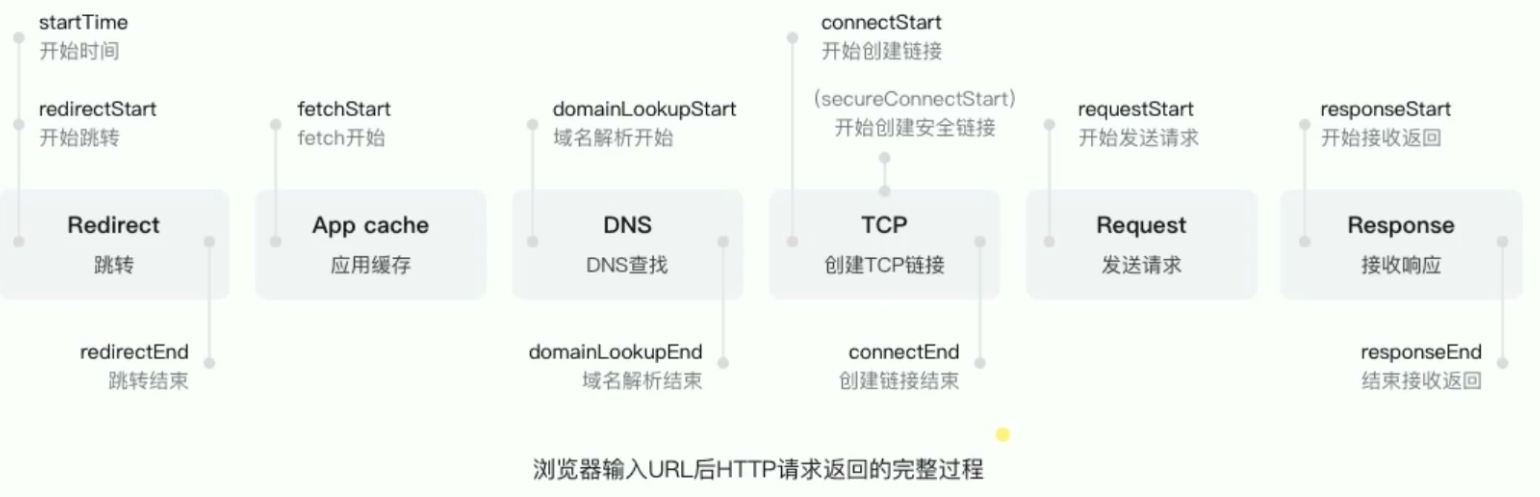 startTime
开始时间
redirectStart
开始跳转
fetchStart
fetch开始
domainLookupStart
域名解析开始
connectStart
开始创建链接
(secureConnectStart)
开始创建安全链接
requestStart
开始发送请求
responseStart
开始接收返回
Redirect
跳转
App cache
应用缓存
DNS
DNS查找
TCP
创建TCP链接
Request
发送请求
Response
接收响应
redirectEnd
跳转结束
domainLookupEnd
域名解析结束
connectEnd
创建链接结束
responseEnd
结束接收返回
浏览器输入URL后HTTP请求返回的完整过程